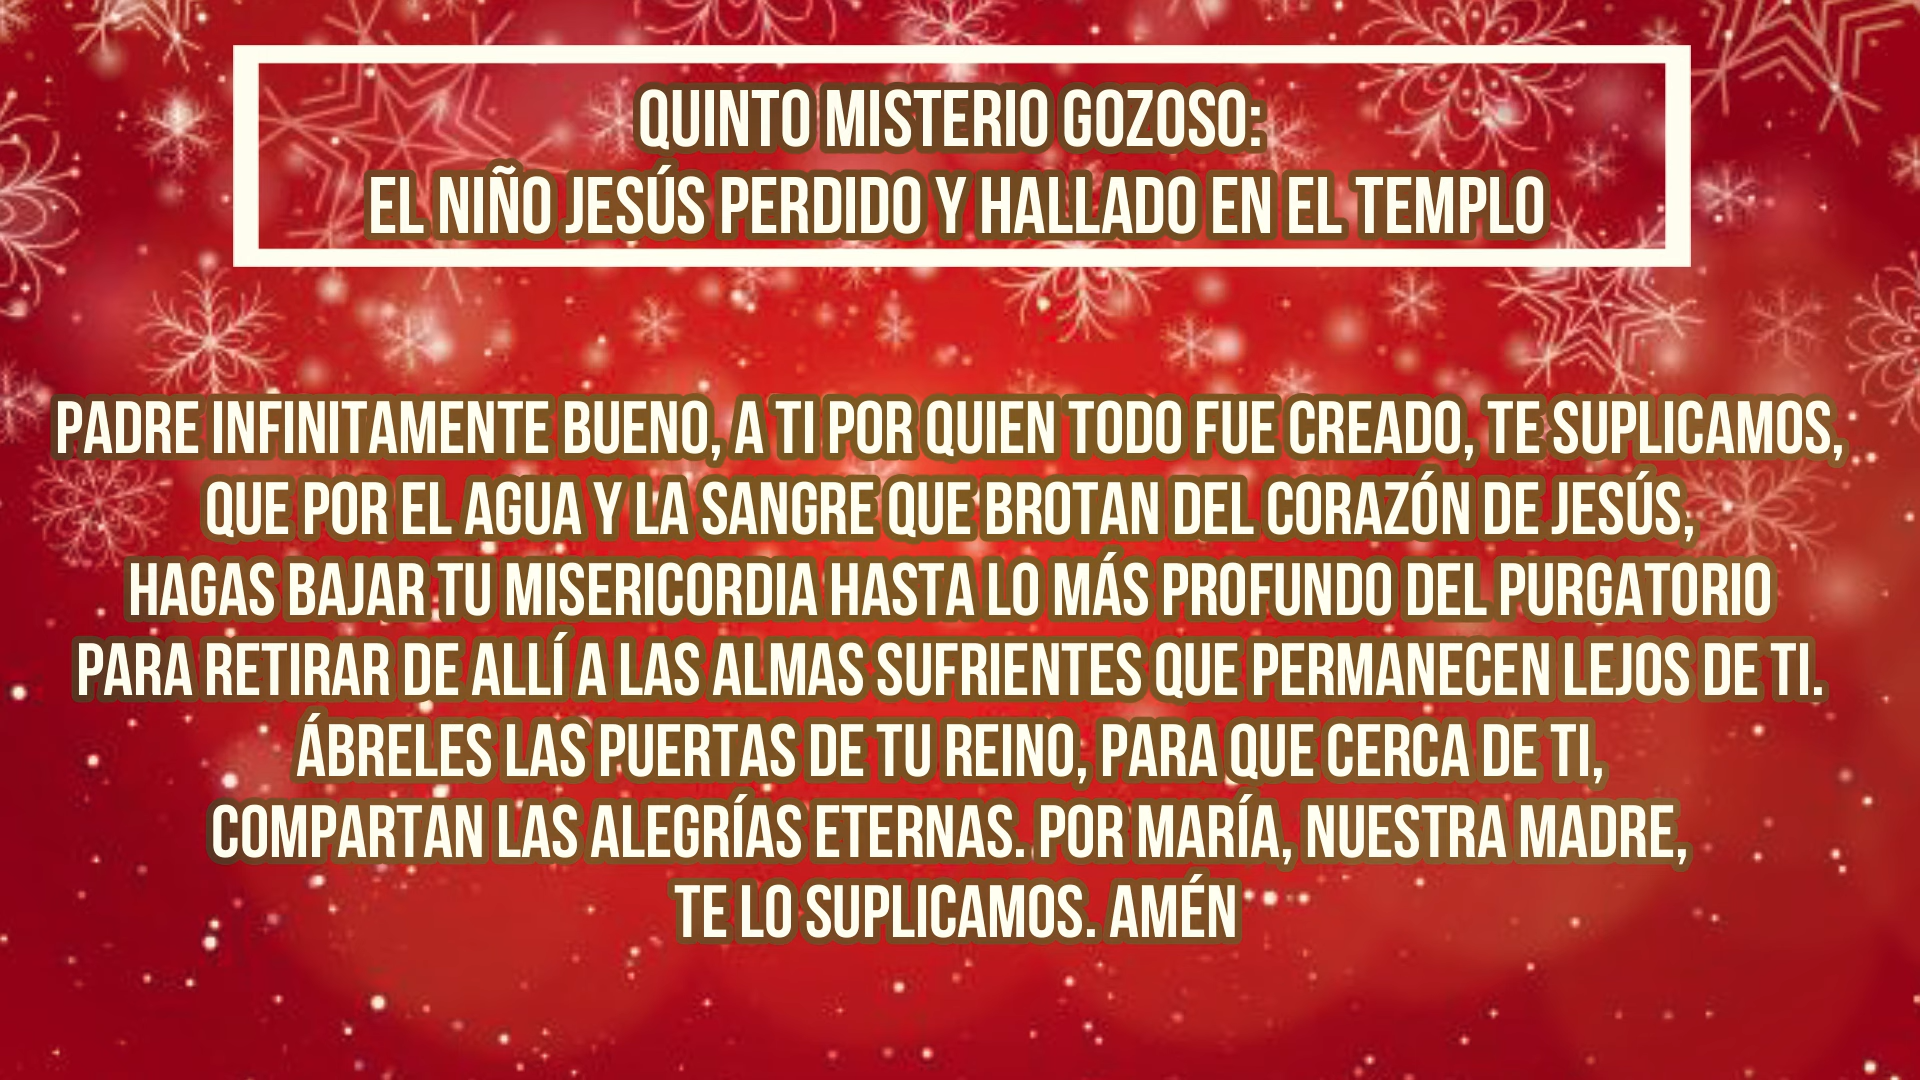 QUINTO MISTERIO GOZOSO:
EL NIÑO JESÚS PERDIDO Y HALLADO EN EL TEMPLO
PADRE INFINITAMENTE BUENO, A TI POR QUIEN TODO FUE CREADO, TE SUPLICAMOS,
QUE POR EL AGUA Y LA SANGRE QUE BROTAN DEL CORAZÓN DE JESÚS,
HAGAS BAJAR TU MISERICORDIA HASTA LO MÁS PROFUNDO DEL PURGATORIO
PARA RETIRAR DE ALLÍ A LAS ALMAS SUFRIENTES QUE PERMANECEN LEJOS DE TI.
ÁBRELES LAS PUERTAS DE TU REINO, PARA QUE CERCA DE TI,
COMPARTAN LAS ALEGRÍAS ETERNAS. POR MARÍA, NUESTRA MADRE,
TE LO SUPLICAMOS. AMÉN